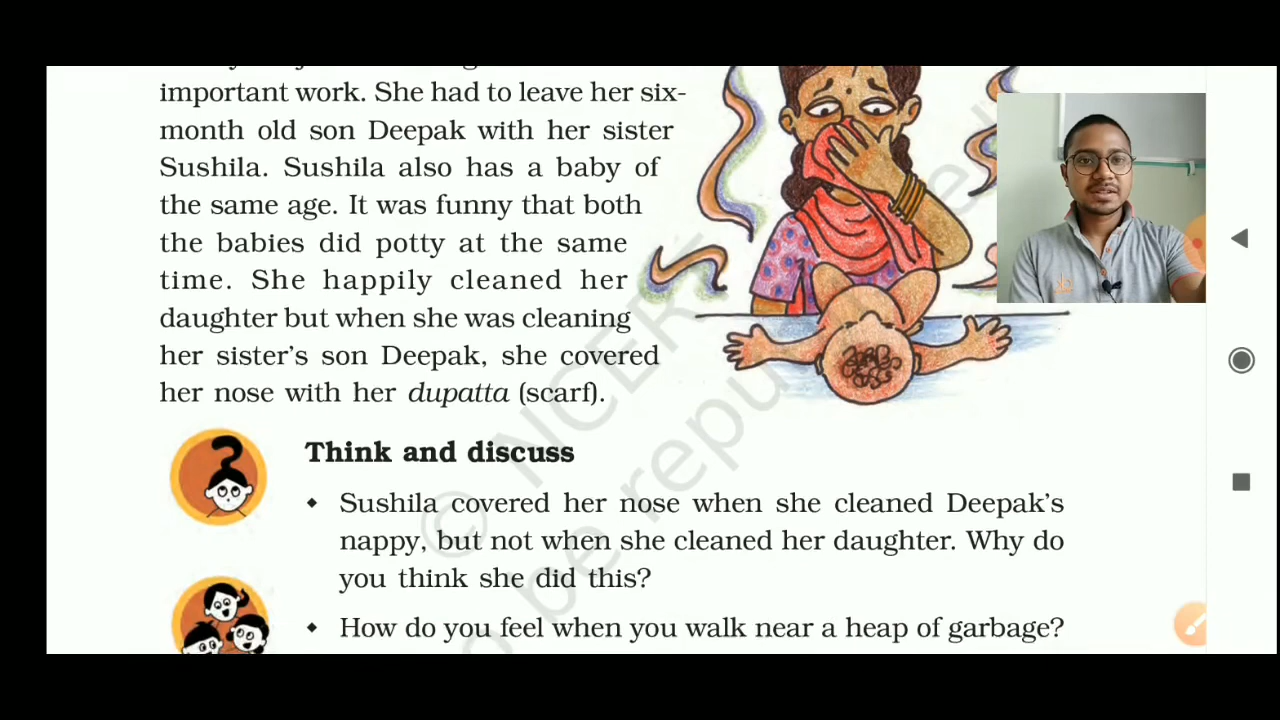 important work. She had to leave her six-
month old son Deepak with her sister
Sushila. Sushila also has a baby of
the same age. It was funny that both
the babies did potty at the same
time. She happily cleaned her
daughter but when she was cleaning
her sister's son Deepak, she covered
her nose with her dupatta (scarf).
Think and discuss
• Sushila covered her nose when she cleaned Deepak's
nappy, but not when she cleaned her daughter. Why do
you think she did this?
• How do you feel when you walk near a heap of garbage?
© NCERT
be repu